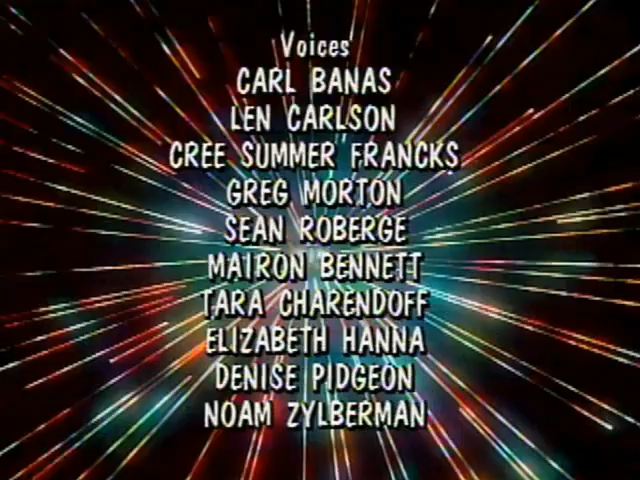 Voices
CARL BANAS
LEN CARLSON
CREE SUMMER FRANCKS
GREG MORTON
SEAN ROBERGE
MAIRON BENNETT
TARA CHARENDOFF
ELIZABETH HANNA
DENISE PIDGEON
NOAM ZYLBERMAN